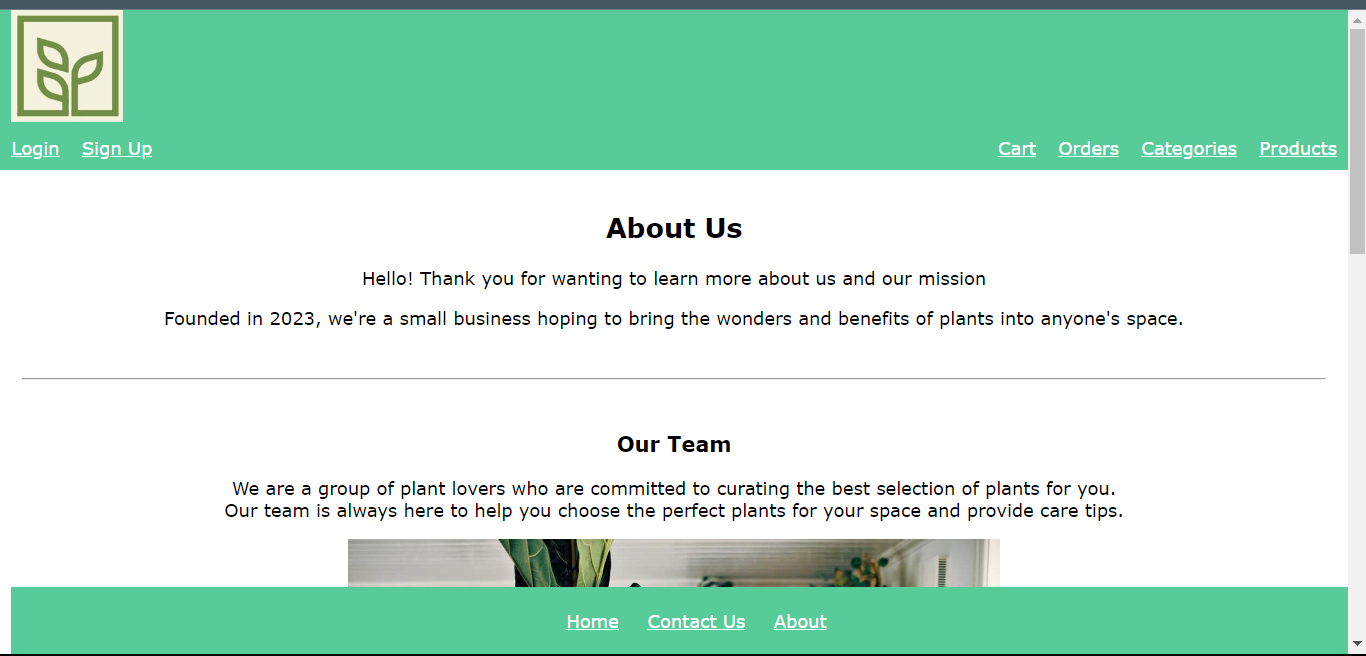 Login Sign Up Cart Orders Categories Products
About Us
Hello! Thank you for wanting to learn more about us and our mission
Founded in 2023, we're a small business hoping to bring the wonders and benefits of plants into anyone's space.
Our Team
We are a group of plant lovers who are committed to curating the best selection of plants for you.
Our team is always here to help you choose the perfect plants for your space and provide care tips.
Home Contact Us About